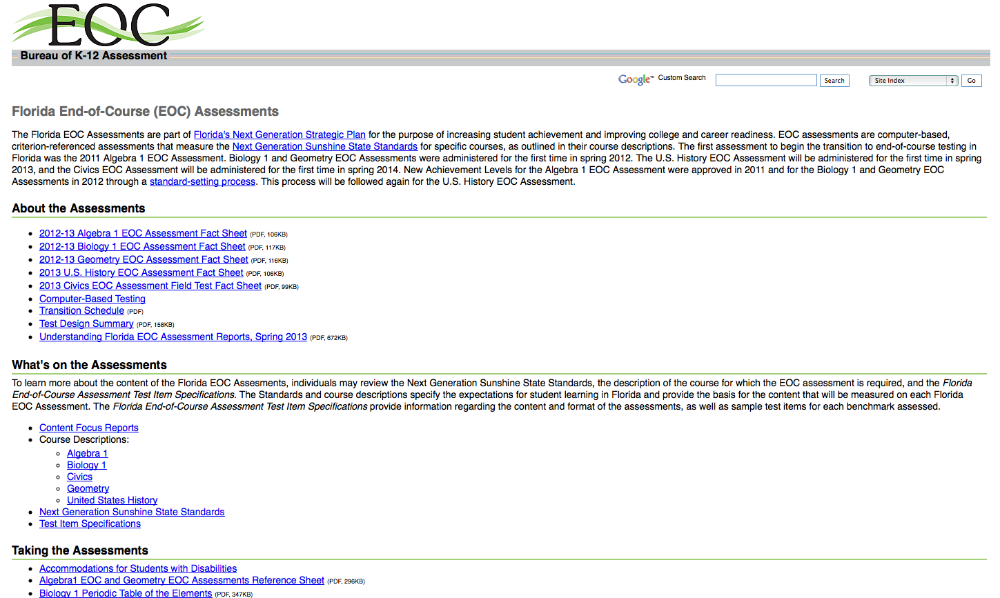 EOC
Bureau of K-12 Assessment
Google™ Custom Search Search Site Index Go
Florida End-of-Course (EOC) Assessments
The Florida EOC Assessments are part of Florida's Next Generation Strategic Plan for the purpose of increasing student achievement and improving college and career readiness. EOC assessments are computer-based,
criterion-referenced assessments that measure the Next Generation Sunshine State Standards for specific courses, as outlined in their course descriptions. The first assessment to begin the transition to end-of-course testing in
Florida was the 2011 Algebra 1 EOC Assessment. Biology 1 and Geometry EOC Assessments were administered for the first time in spring 2012. The U.S. History EOC Assessment will be administered for the first time in spring
2013, and the Civics EOC Assessment will be administered for the first time in spring 2014. New Achievement Levels for the Algebra 1 EOC Assessment were approved in 2011 and for the Biology 1 and Geometry EOC
Assessments in 2012 through a standard-setting process. This process will be followed again for the U.S. History EOC Assessment.
About the Assessments
• 2012-13 Algebra 1 EOC Assessment Fact Sheet (PDF, 106KB)
• 2012-13 Biology 1 EOC Assessment Fact Sheet (PDF, 117KB)
• 2012-13 Geometry EOC Assessment Fact Sheet (PDF, 116KB)
• 2013 U.S. History EOC Assessment Fact Sheet (PDF, 106KB)
• 2013 Civics EOC Assessment Field Test Fact Sheet (PDF, 99KB)
• Computer-Based Testing
• Transition Schedule (PDF)
• Test Design Summary (PDF, 158KB)
• Understanding Florida EOC Assessment Reports, Spring 2013 (PDF, 672KB)
What's on the Assessments
To learn more about the content of the Florida EOC Assesments, individuals may review the Next Generation Sunshine State Standards, the description of the course for which the EOC assessment is required, and the Florida
End-of-Course Assessment Test Item Specifications. The Standards and course descriptions specify the expectations for student learning in Florida and provide the basis for the content that will be measured on each Florida
EOC Assessment. The Florida End-of-Course Assessment Test Item Specifications provide information regarding the content and format of the assessments, as well as sample test items for each benchmark assessed.
• Content Focus Reports
• Course Descriptions:
◦ Algebra 1
◦ Biology 1
◦ Civics
◦ Geometry
◦ United States History
• Next Generation Sunshine State Standards
• Test Item Specifications
Taking the Assessments
• Accommodations for Students with Disabilities
• Algebra1 EOC and Geometry EOC Assessments Reference Sheet (PDF, 296KB)
• Biology 1 Periodic Table of the Elements (PDF, 347KB)